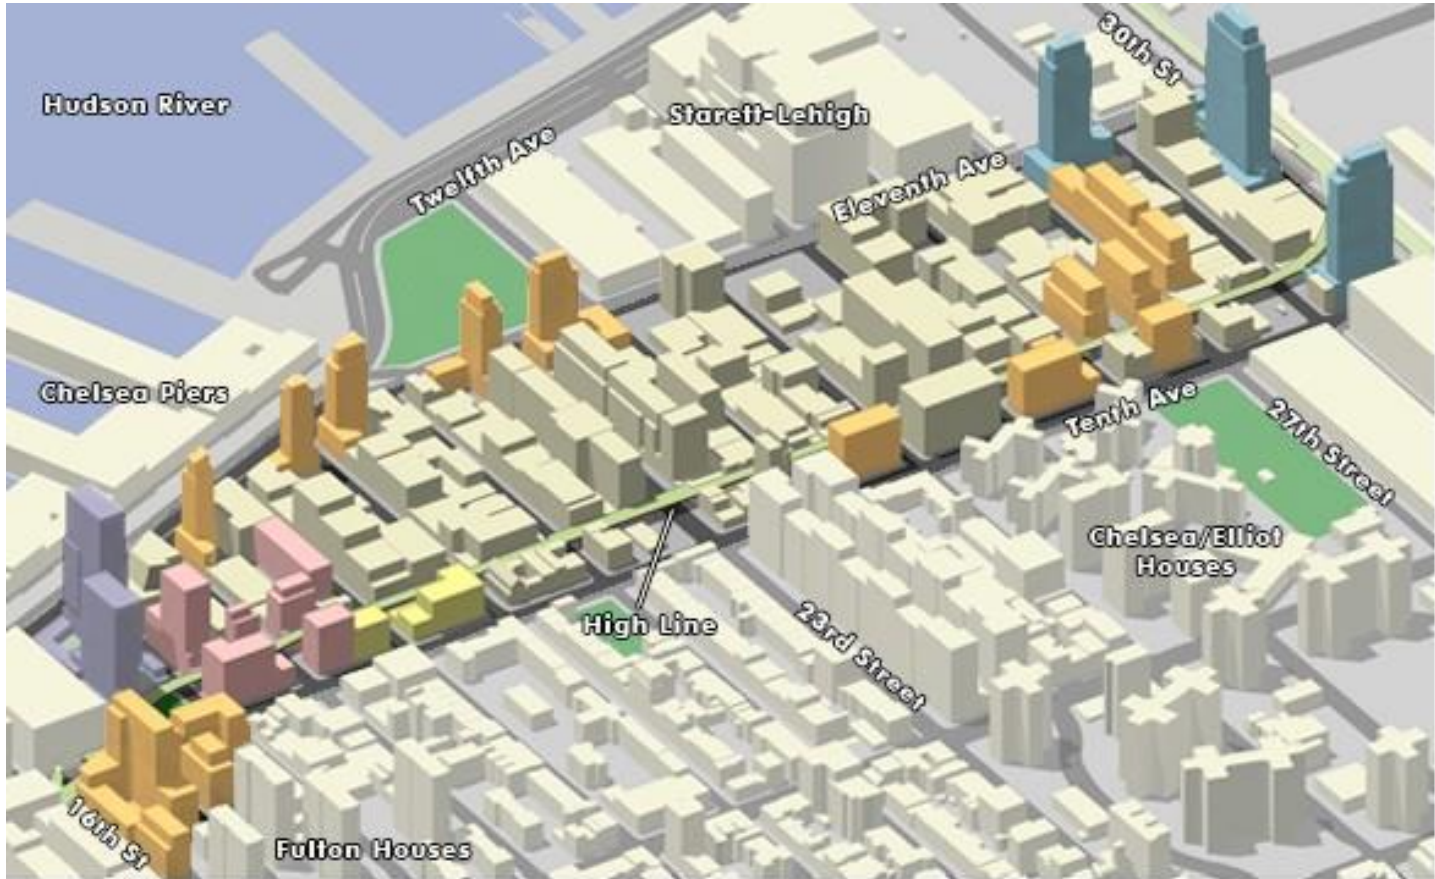 30th St
Hudson River
Starett-Lehigh
Twelfth Ave
Eleventh Ave
Chelsea Piers
Tenth Ave
27th Street
Chelsea/Elliot
Houses
High Line
23rd Street
16th St
Fulton Houses